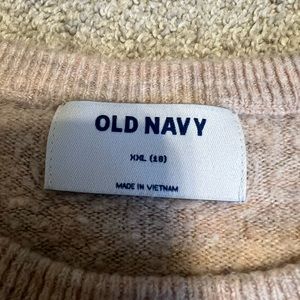 OLD NAVY
XXL (18)
MADE IN VIETNAM